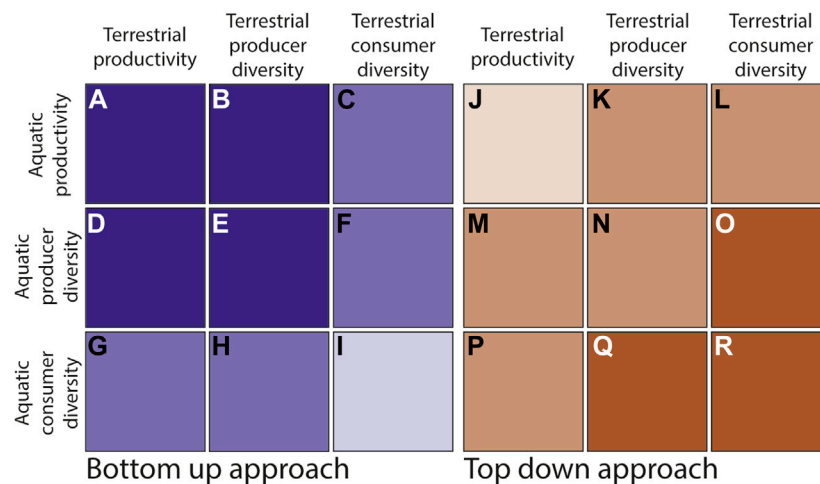 Terrestrial
productivity
Terrestrial
producer
diversity
Terrestrial
consumer
diversity
Terrestrial
productivity
Terrestrial
producer
diversity
Terrestrial
consumer
diversity
Aquatic
productivity
A
B
C
J
K
L
Aquatic
producer
diversity
D
E
F
M
N
O
Aquatic
consumer
diversity
G
H
I
P
Q
R
Bottom up approach
Top down approach